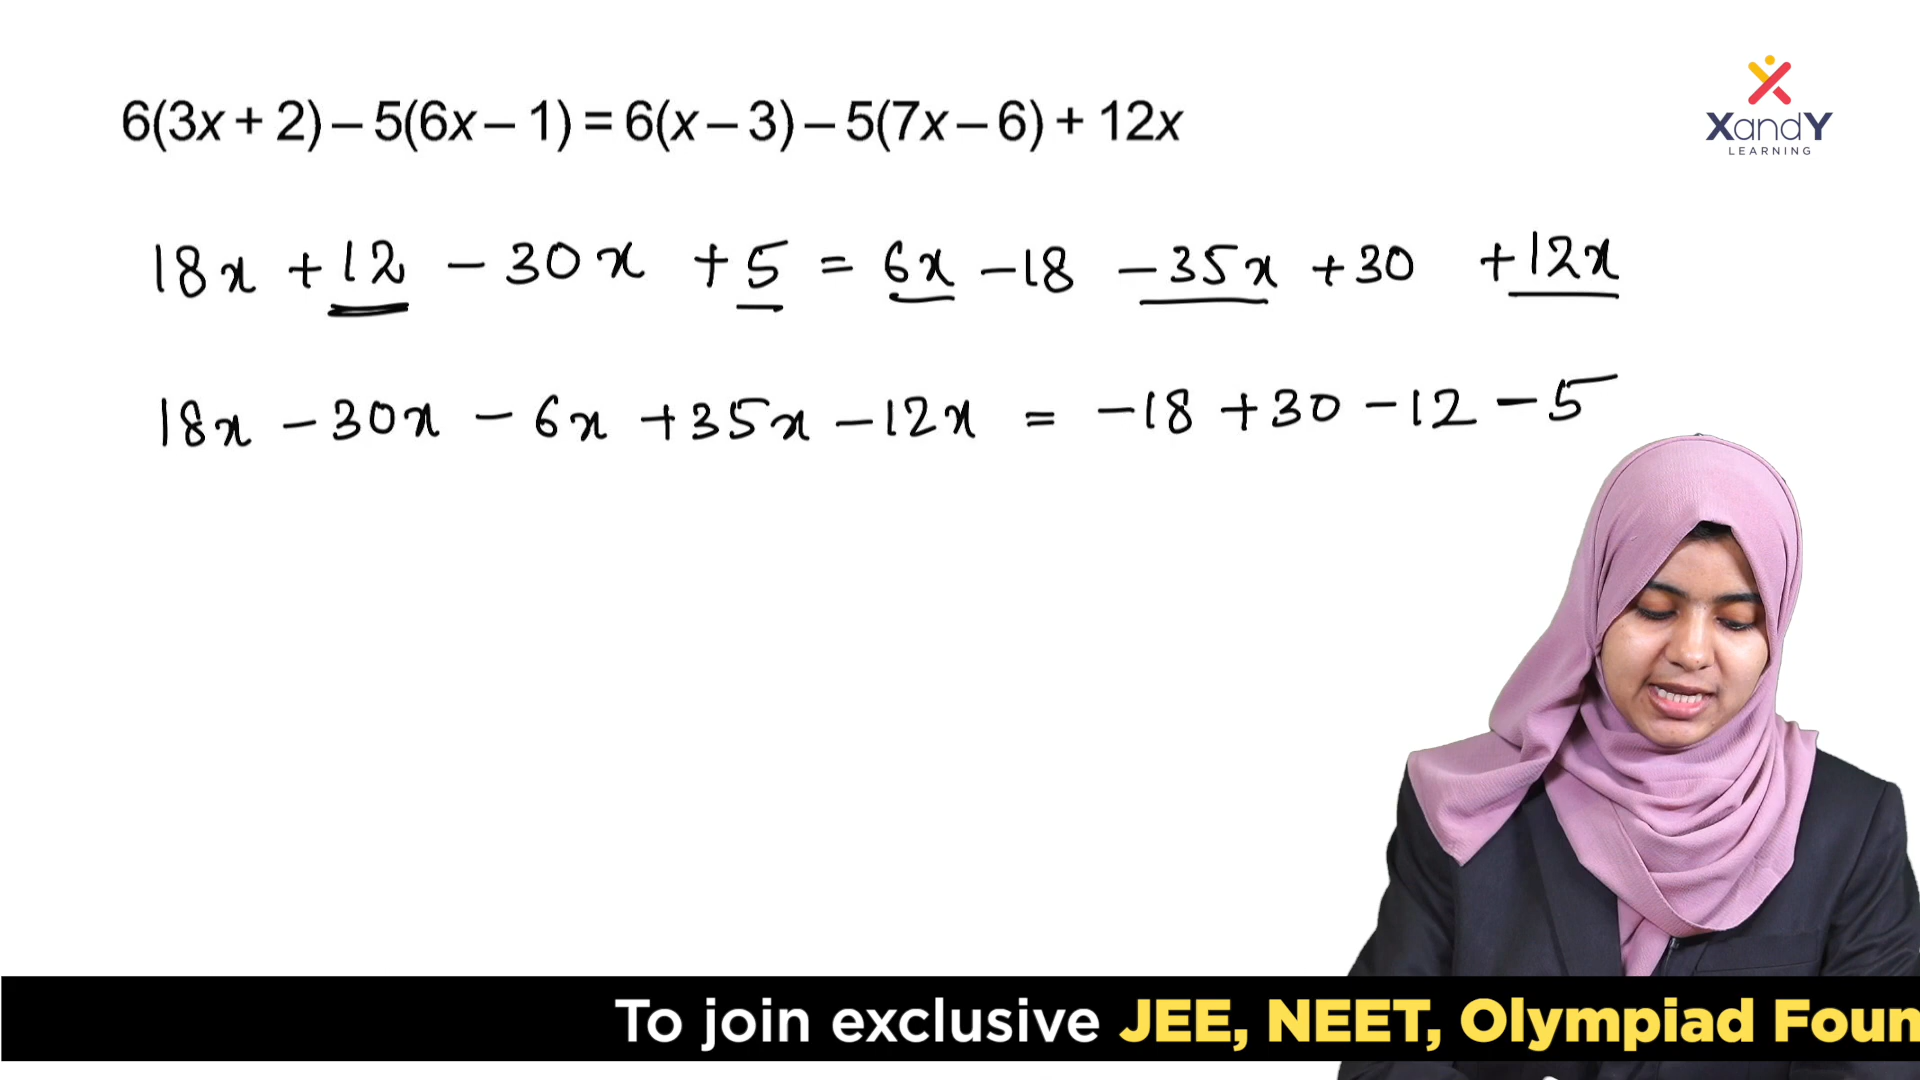 6(3x + 2) – 5(6x – 1) = 6(x – 3) – 5(7x – 6) + 12x
XandY
LEARNING
18x + 12 - 30x + 5 = 6x - 18 - 35x + 30 + 12x
18x - 30x - 6x + 35x - 12x = -18 + 30 - 12 - 5
To join exclusive JEE, NEET, Olympiad Foun